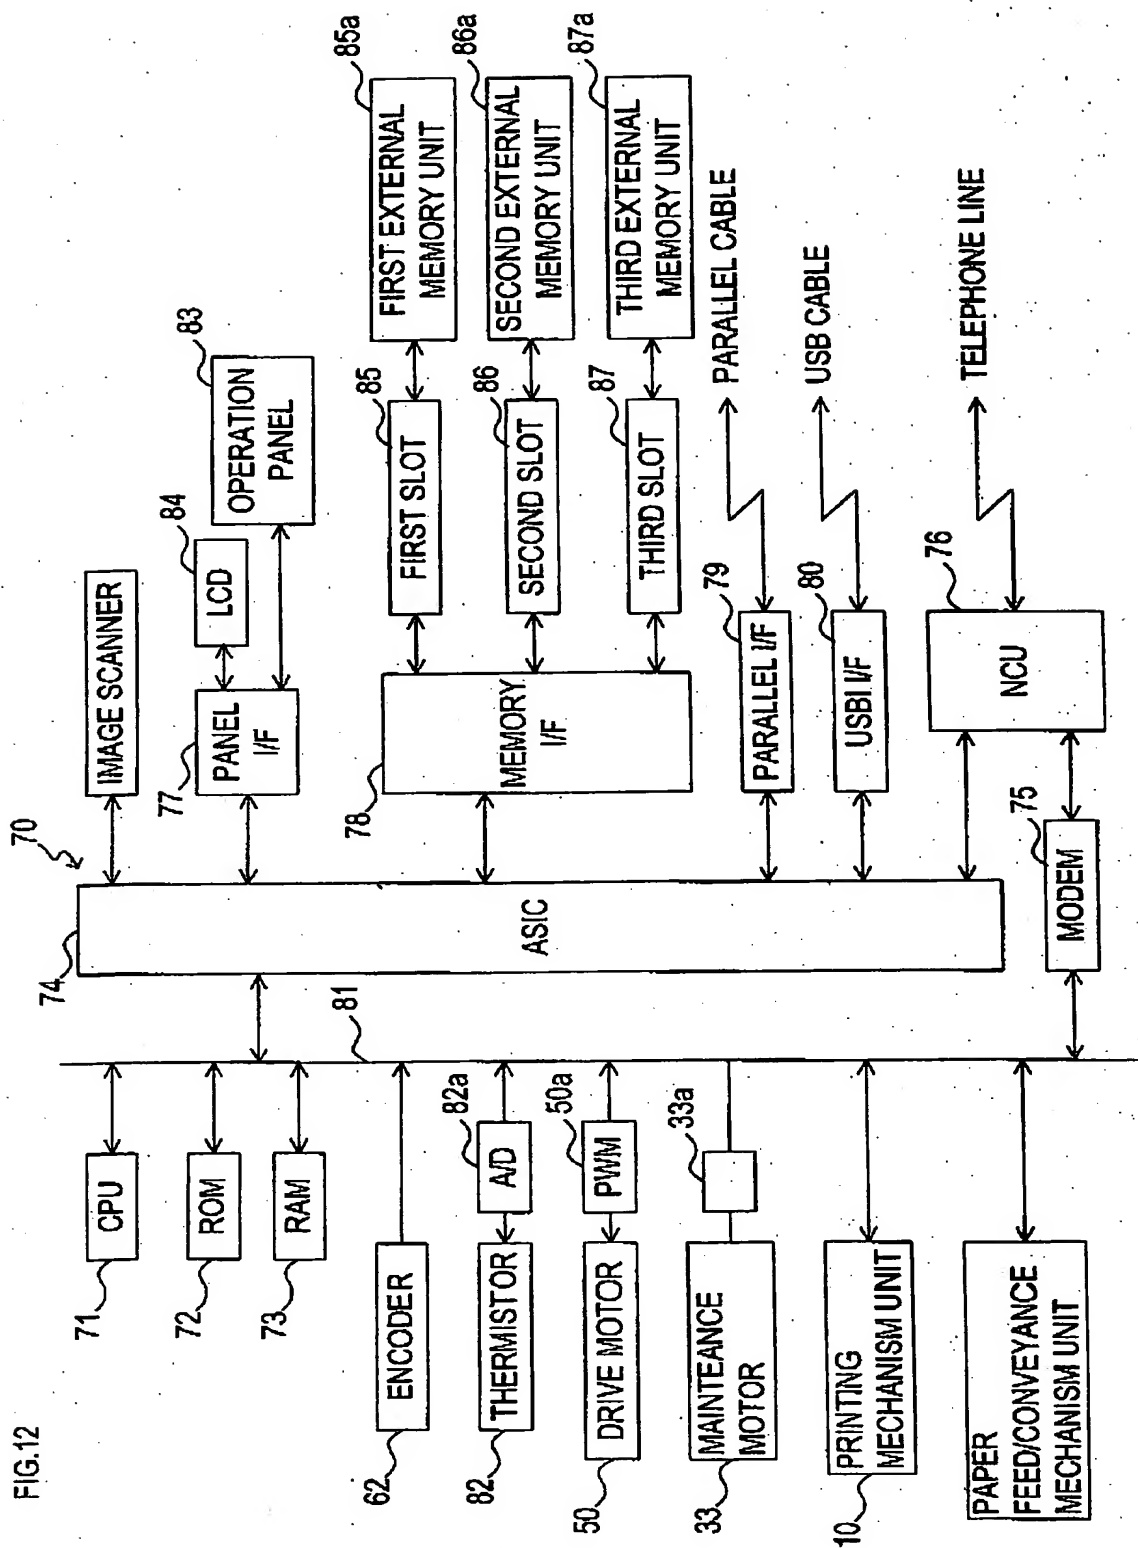 FIG.12
70
71
CPU
72
ROM
73
RAM
62
ENCODER
82
THERMISTOR
A/D
82a
50
DRIVE MOTOR
PWM
50a
33
MAINTEANCE
MOTOR
33a
10
PRINTING
MECHANISM UNIT
PAPER
FEED/CONVEYANCE
MECHANISM UNIT
81
74
ASIC
75
MODEM
IMAGE SCANNER
77
PANEL
I/F
LCD
84
OPERATION
PANEL
83
78
MEMORY
I/F
FIRST SLOT
85
FIRST EXTERNAL
MEMORY UNIT
85a
SECOND SLOT
86
SECOND EXTERNAL
MEMORY UNIT
86a
THIRD SLOT
87
THIRD EXTERNAL
MEMORY UNIT
87a
PARALLEL I/F
79
PARALLEL CABLE
USBI I/F
80
USB CABLE
NCU
76
TELEPHONE LINE